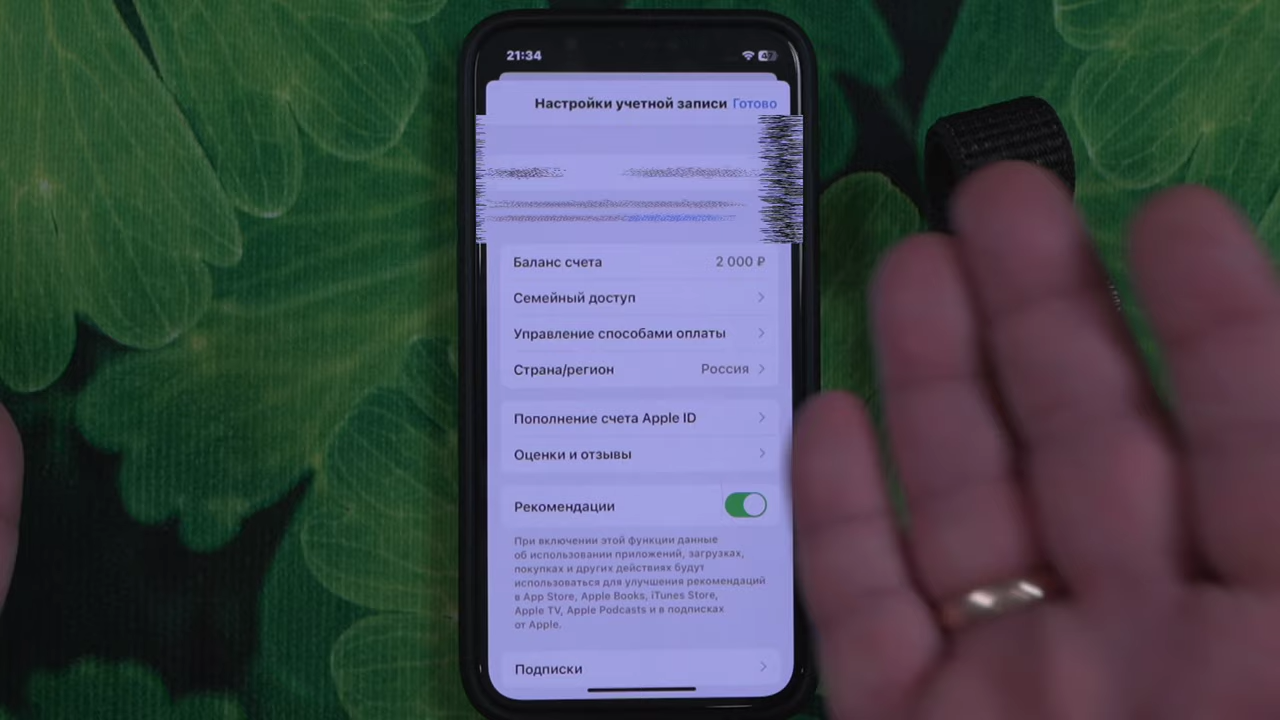 21:34
Настройки учетной записи Готово
Баланс счета 2 000 ₽
Семейный доступ
Управление способами оплаты
Страна/регион Россия
Пополнение счета Apple ID
Оценки и отзывы
Рекомендации
При включении этой функции данные
об использовании приложений, загрузках,
покупках и других действиях будут
использоваться для улучшения рекомендаций
в App Store, Apple Books, iTunes Store,
Apple TV, Apple Podcasts и в подписках
от Apple.
Подписки